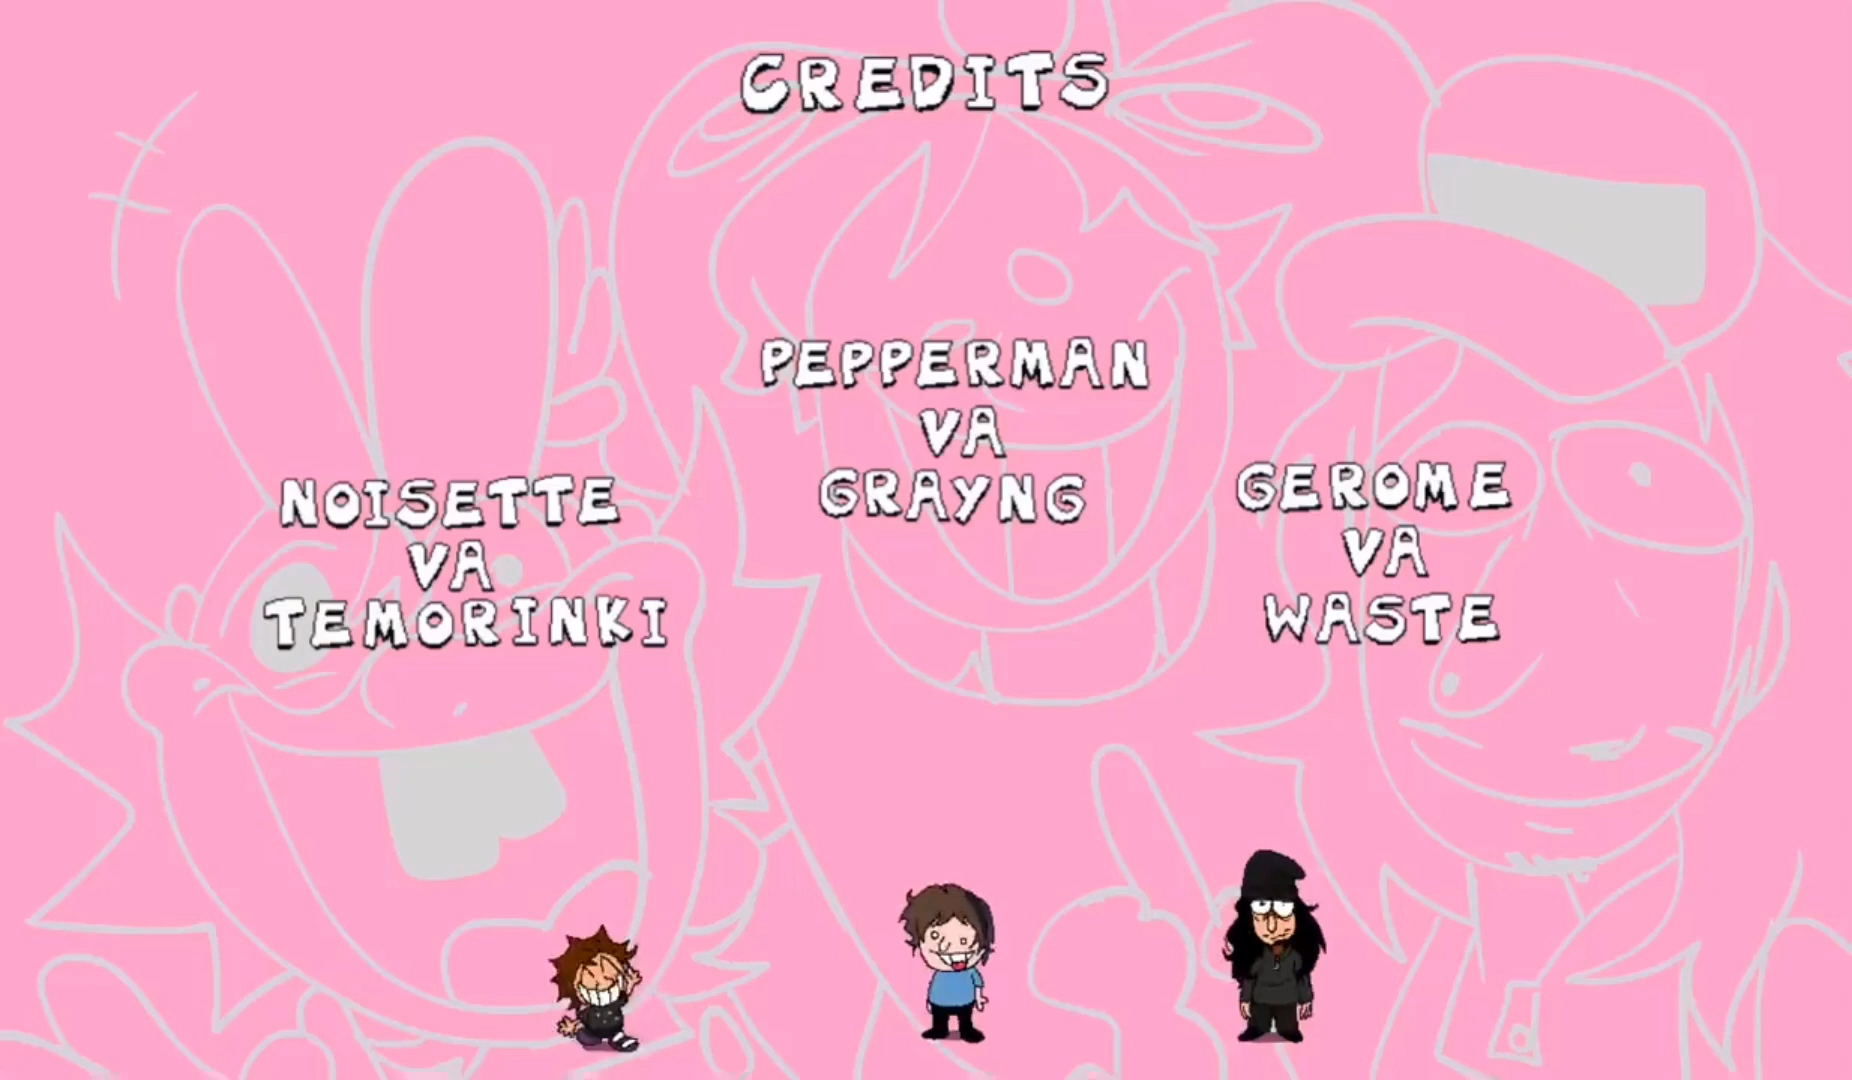 CREDITS
NOISETTE
VA
TEMORINKI
PEPPERMAN
VA
GRAYNG
GEROME
VA
WASTE